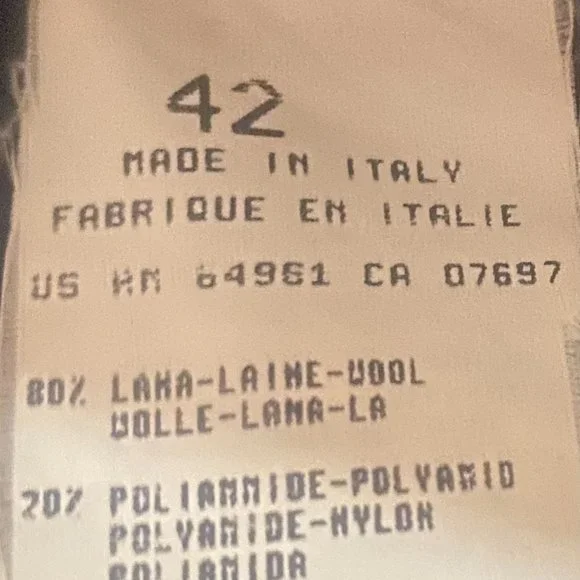 42
MADE IN ITALY
FABRIQUE EN ITALIE
US RN 64961 CA 07697
80% LANA-LAINE-WOOL
WOLLE-LANA-LA
20% POLIAMMIDE-POLYAMID
POLYAMIDE-NYLON
POLIAMIDA